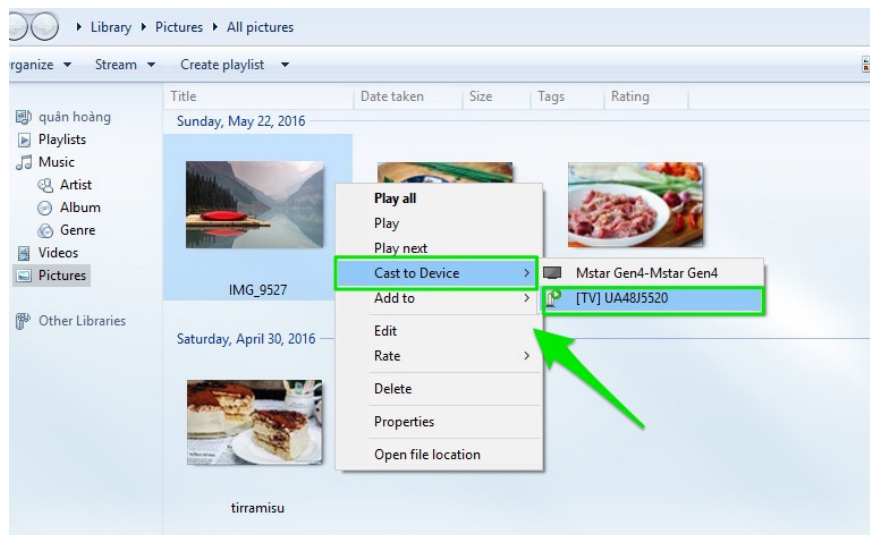 Library Pictures All pictures
rganize Stream Create playlist
Title Date taken Size Tags Rating
quân hoàng
Playlists
Music
Artist
Album
Genre
Videos
Pictures
Other Libraries
Sunday, May 22, 2016
IMG_9527
Saturday, April 30, 2016
tirramisu
Play all
Play
Play next
Cast to Device
Add to
Edit
Rate
Delete
Properties
Open file location
Mstar Gen4-Mstar Gen4
[TV] UA48J5520